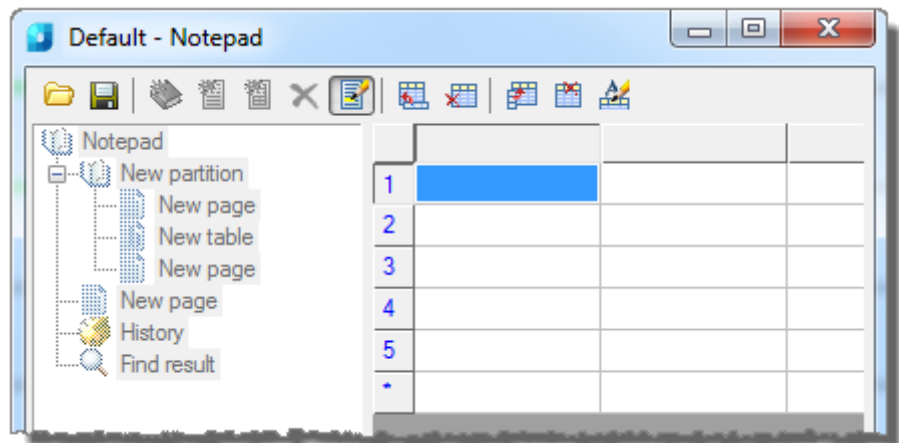 Default - Notepad
Notepad
New partition
New page
New table
New page
New page
History
Find result
1
2
3
4
5
*